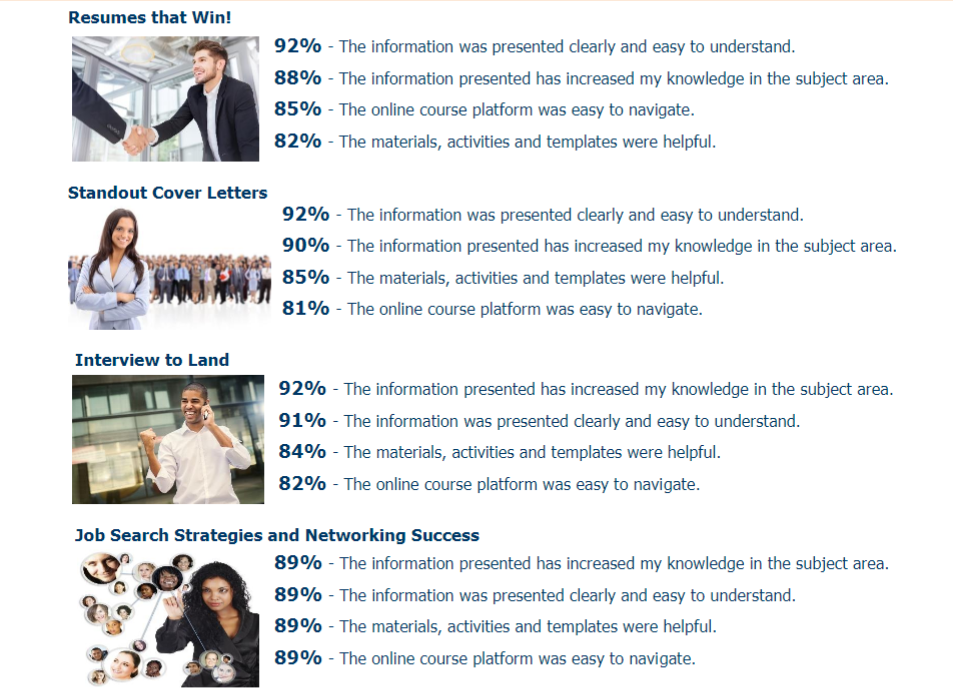 Resumes that Win!
92% - The information was presented clearly and easy to understand.
88% - The information presented has increased my knowledge in the subject area.
85% - The online course platform was easy to navigate.
82% - The materials, activities and templates were helpful.
Standout Cover Letters
92% - The information was presented clearly and easy to understand.
90% - The information presented has increased my knowledge in the subject area.
85% - The materials, activities and templates were helpful.
81% - The online course platform was easy to navigate.
Interview to Land
92% - The information presented has increased my knowledge in the subject area.
91% - The information was presented clearly and easy to understand.
84% - The materials, activities and templates were helpful.
82% - The online course platform was easy to navigate.
Job Search Strategies and Networking Success
89% - The information presented has increased my knowledge in the subject area.
89% - The information was presented clearly and easy to understand.
89% - The materials, activities and templates were helpful.
89% - The online course platform was easy to navigate.